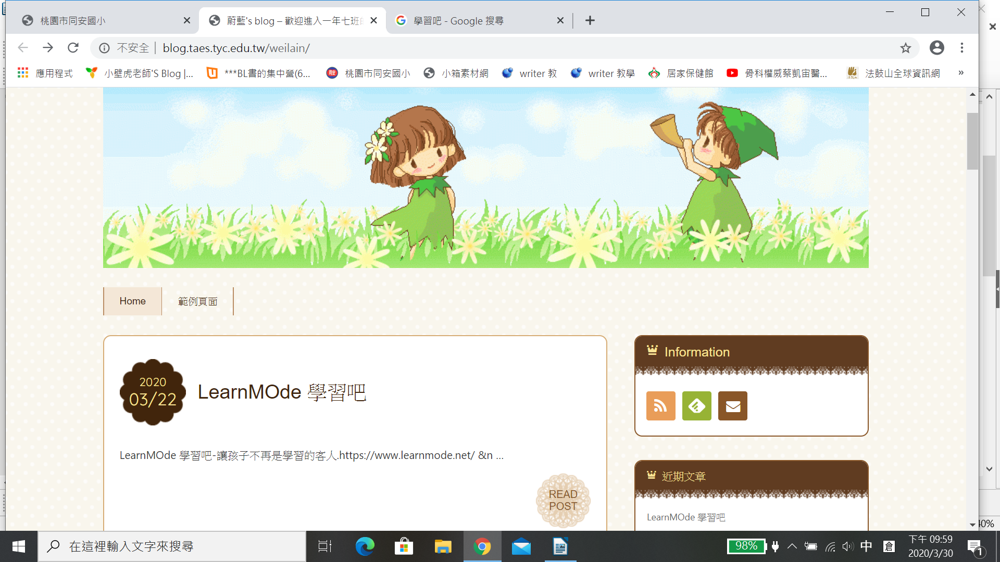 桃園市同安國小
蔚藍's blog – 歡迎進入一年七班
學習吧 - Google 搜尋
不安全
blog.taes.tyc.edu.tw/weilain/
應用程式
小壁虎老師'S Blog |...
***BL書的集中營(6...
桃園市同安國小
小箱素材網
writer 教
writer 教學
居家保健館
骨科權威蔡凱宙醫...
法鼓山全球資訊網
»
Home
範例頁面
2020
03/22
LearnMOde 學習吧
LearnMOde 學習吧-讓孩子不再是學習的客人.https://www.learnmode.net/ &n ...
READ
POST
Information
近期文章
LearnMOde 學習吧
40%
在這裡輸入文字來搜尋
98%
中
倉
下午 09:59
2020/3/30
1